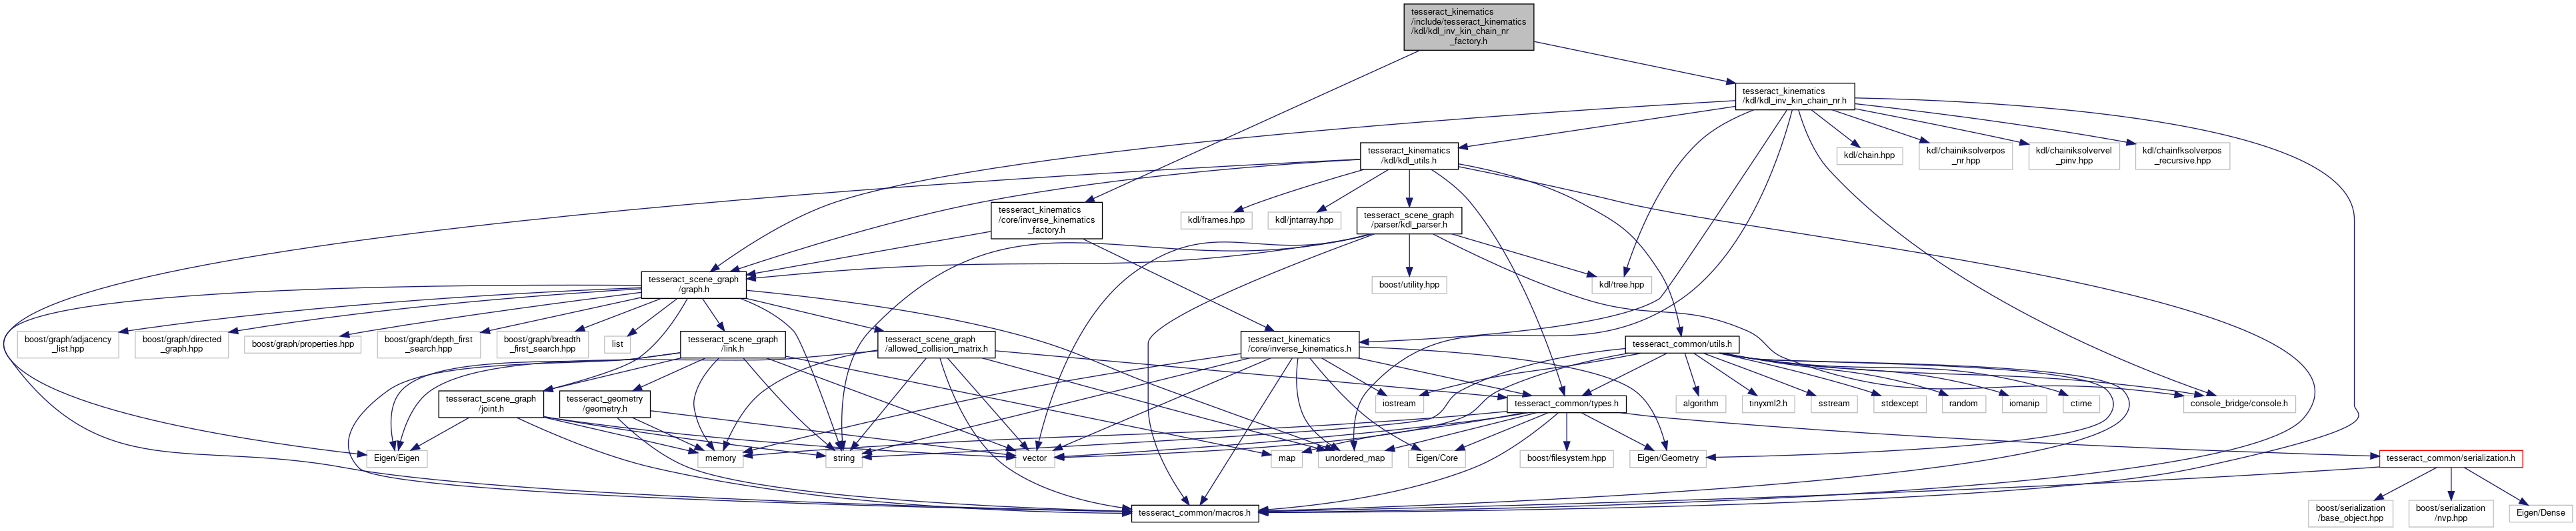 tesseract_kinematics
/include/tesseract_kinematics
/kdl/kdl_inv_kin_chain_nr
_factory.h
tesseract_kinematics
/kdl/kdl_inv_kin_chain_nr.h
tesseract_kinematics
/kdl/kdl_utils.h
kdl/chain.hpp
kdl/chainiksolverpos
_nr.hpp
kdl/chainiksolvervel
_pinv.hpp
kdl/chainfksolverpos
_recursive.hpp
tesseract_kinematics
/core/inverse_kinematics
_factory.h
kdl/frames.hpp
kdl/jntarray.hpp
tesseract_scene_graph
/parser/kdl_parser.h
tesseract_scene_graph
/graph.h
boost/utility.hpp
kdl/tree.hpp
boost/graph/adjacency
_list.hpp
boost/graph/directed
_graph.hpp
boost/graph/properties.hpp
boost/graph/depth_first
_search.hpp
boost/graph/breadth
_first_search.hpp
list
tesseract_scene_graph
/link.h
tesseract_scene_graph
/allowed_collision_matrix.h
tesseract_kinematics
/core/inverse_kinematics.h
tesseract_common/utils.h
tesseract_scene_graph
/joint.h
tesseract_geometry
/geometry.h
iostream
tesseract_common/types.h
algorithm
tinyxml2.h
sstream
stdexcept
random
iomanip
ctime
console_bridge/console.h
Eigen/Eigen
memory
string
vector
map
unordered_map
Eigen/Core
boost/filesystem.hpp
Eigen/Geometry
tesseract_common/serialization.h
tesseract_common/macros.h
boost/serialization
/base_object.hpp
boost/serialization
/nvp.hpp
Eigen/Dense